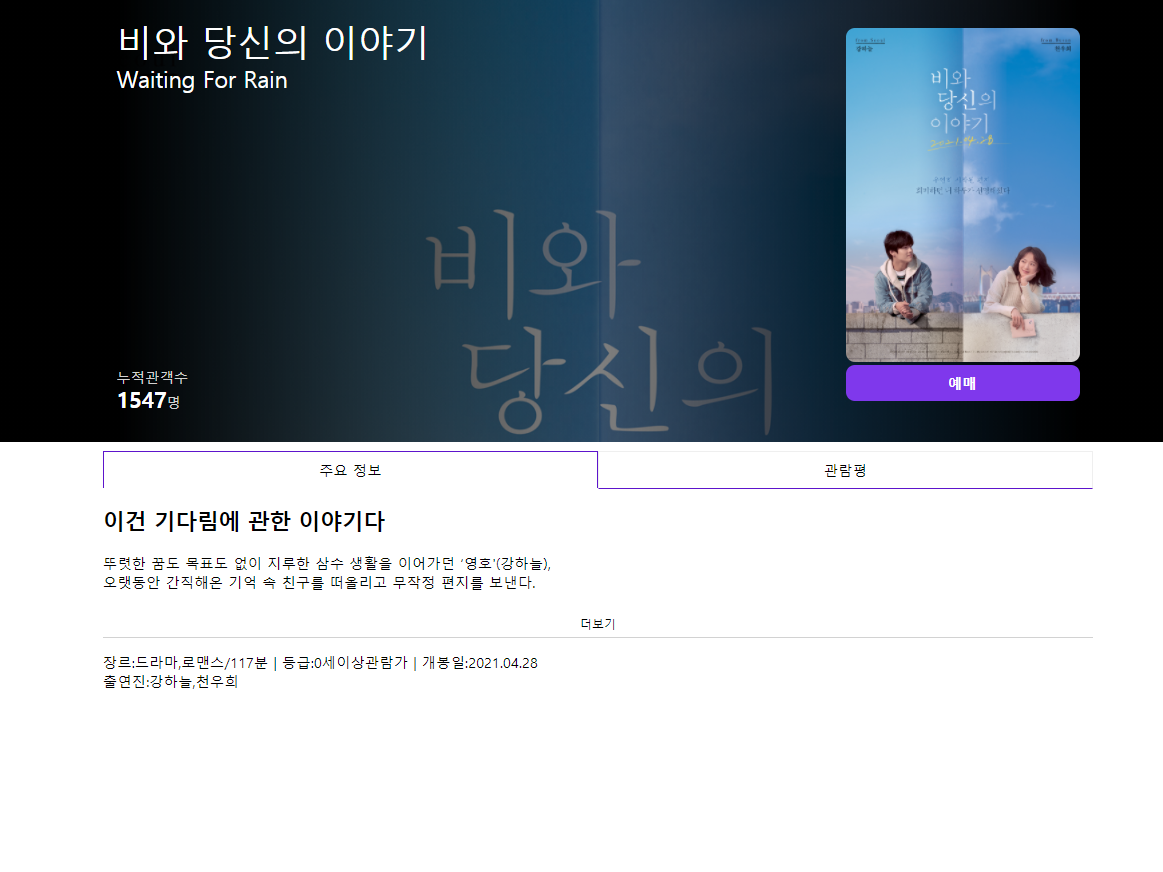 비와 당신의 이야기
Waiting For Rain
비와
당신의
누적관객수
1547명
강하늘
천우희
비와
당신의
이야기
2021.04.28
예매
주요 정보
관람평
이건 기다림에 관한 이야기다
뚜렷한 꿈도 목표도 없이 지루한 삼수 생활을 이어가던 ‘영호’(강하늘),
오랫동안 간직해온 기억 속 친구를 떠올리고 무작정 편지를 보낸다.
더보기
장르:드라마,로맨스/117분 | 등급:0세이상관람가 | 개봉일:2021.04.28
출연진:강하늘,천우희